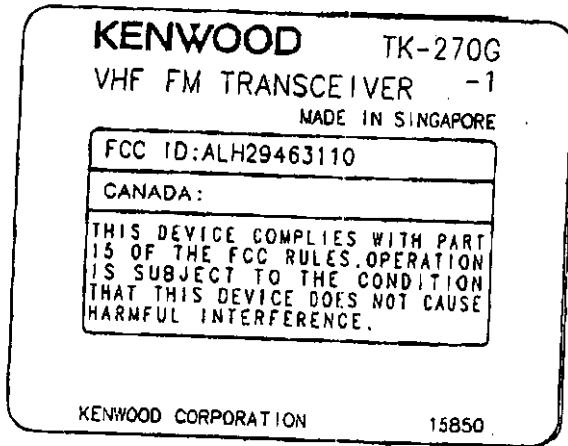 KENWOOD TK-270G
VHF FM TRANSCEIVER -1
MADE IN SINGAPORE
FCC ID:ALH29463110
CANADA:
THIS DEVICE COMPLIES WITH PART
15 OF THE FCC RULES.OPERATION
IS SUBJECT TO THE CONDITION
THAT THIS DEVICE DOES NOT CAUSE
HARMFUL INTERFERENCE.
KENWOOD CORPORATION 15850